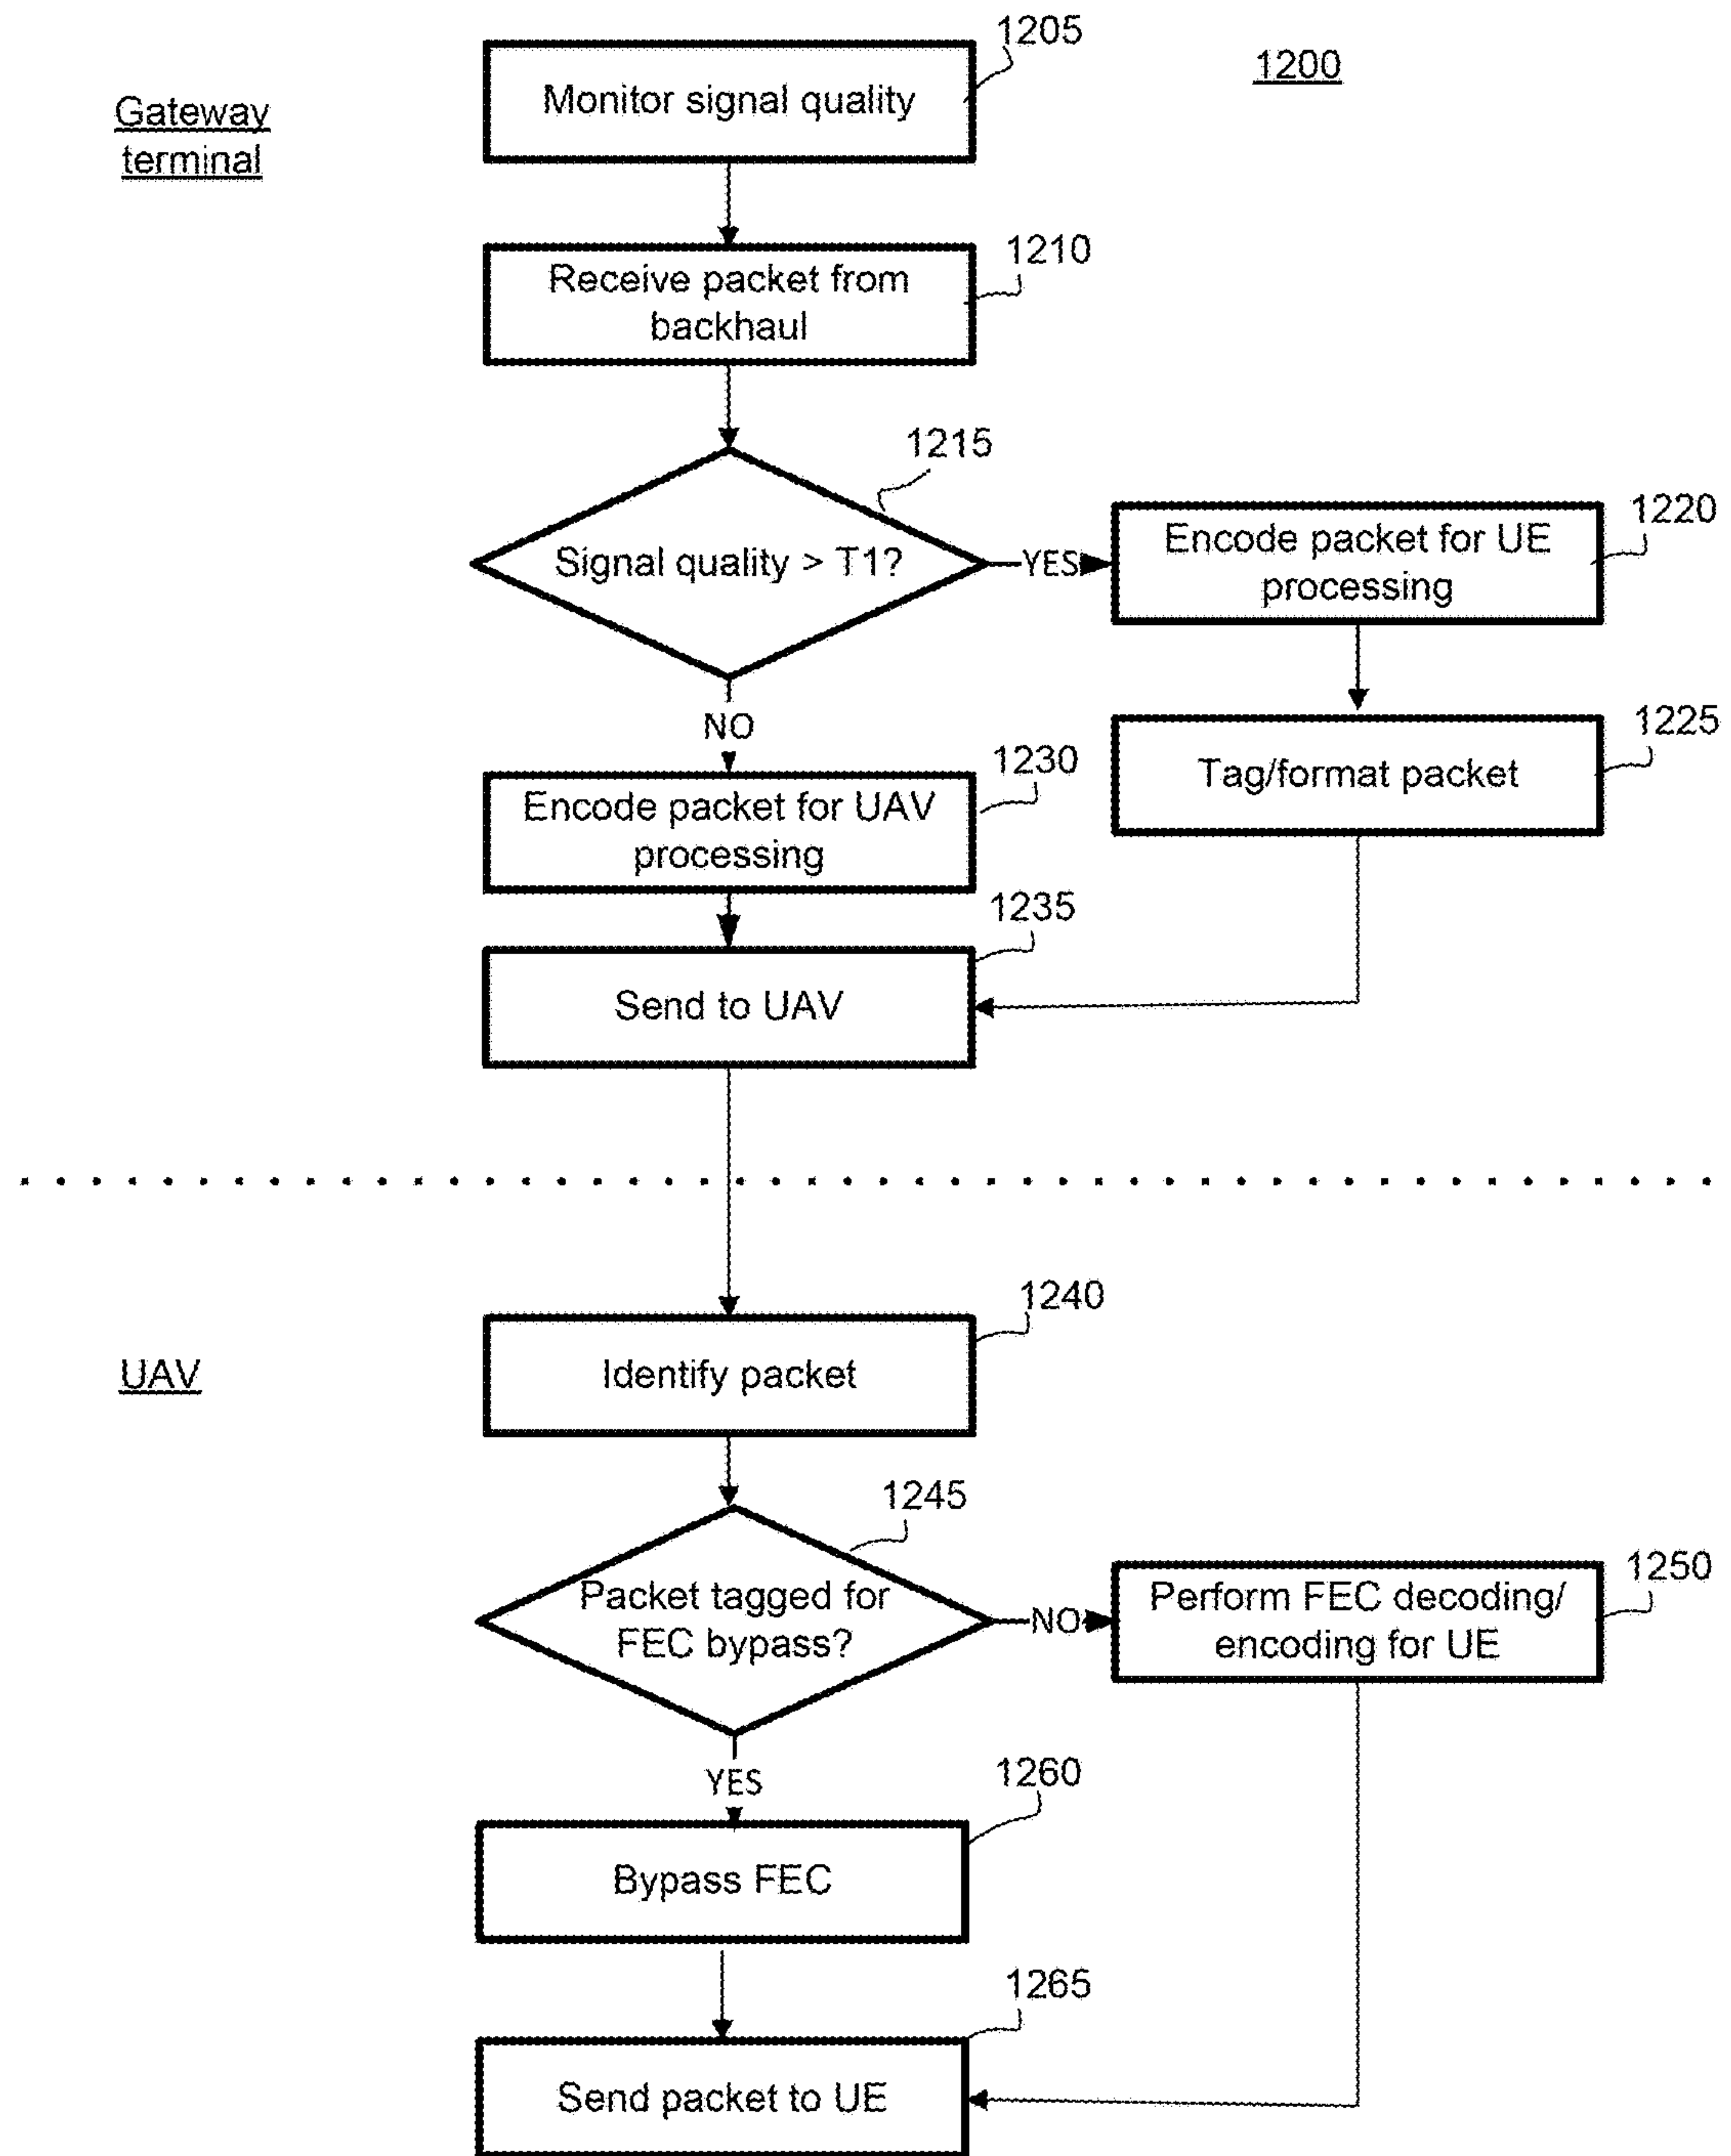 1205
1200
Monitor signal quality
Gateway
terminal
1210
Receive packet from
backhaul
1215
Signal quality > T1?
YES
1220
Encode packet for UE
processing
1225
Tag/format packet
NO
1230
Encode packet for UAV
processing
1235
Send to UAV
1240
UAV
Identify packet
1245
Packet tagged for
FEC bypass?
NO
1250
Perform FEC decoding/
encoding for UE
YES
1260
Bypass FEC
1265
Send packet to UE